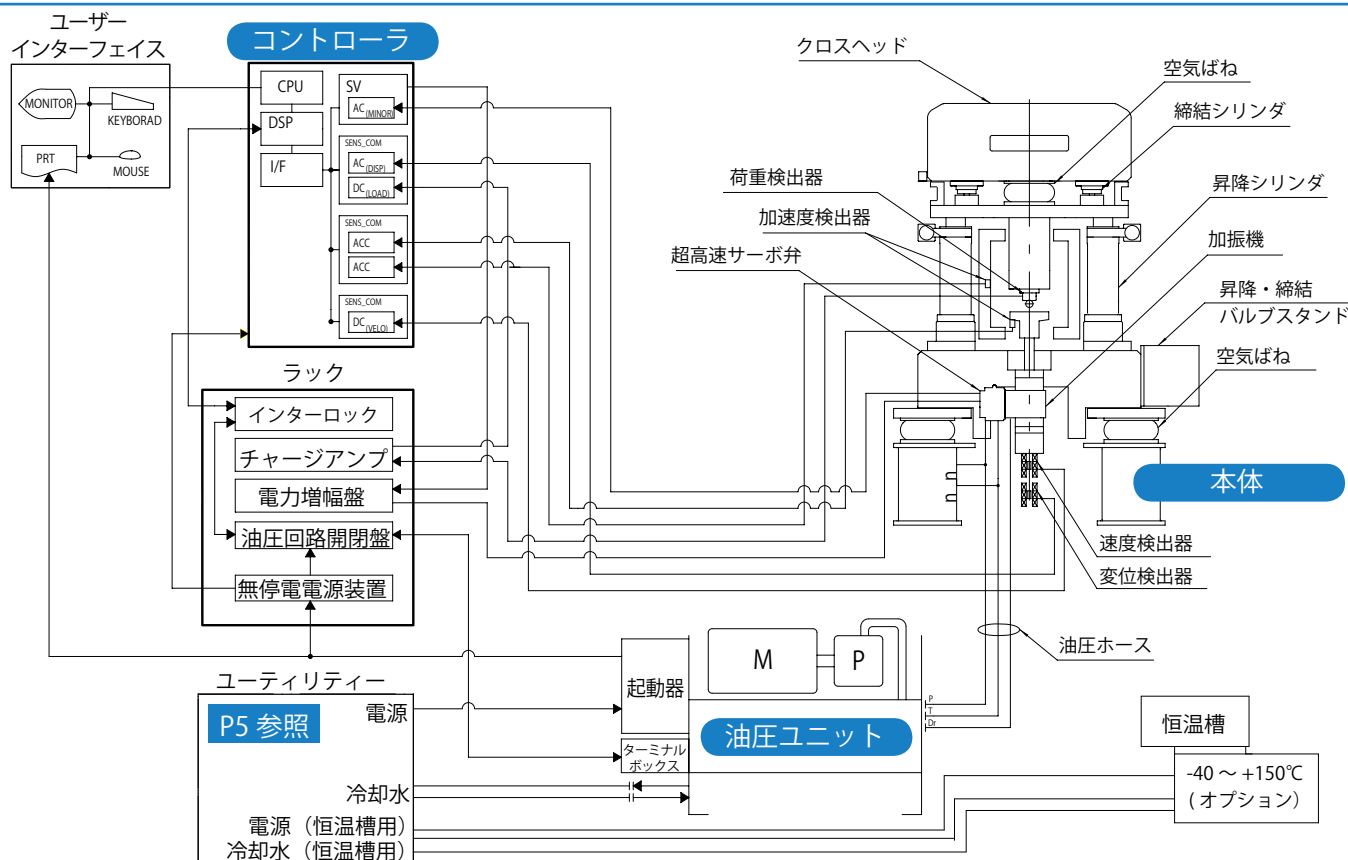 ユーザー
インターフェイス
MONITOR
KEYBORAD
PRT
MOUSE
コントローラ
CPU
DSP
I/F
SV
AC(MINOR)
SENS_COM
AC(DISP)
DC(LOAD)
SENS_COM
ACC
ACC
SENS_COM
DC(VELO)
ラック
インターロック
チャージアンプ
電力増幅盤
油圧回路開閉盤
無停電電源装置
クロスヘッド
空気ばね
締結シリンダ
荷重検出器
昇降シリンダ
加速度検出器
加振機
超高速サーボ弁
昇降・締結
バルブスタンド
空気ばね
本体
速度検出器
変位検出器
油圧ホース
ユーティリティー
P5 参照
電源
冷却水
電源（恒温槽用）
冷却水（恒温槽用）
起動器
ターミナル
ボックス
M
P
油圧ユニット
P
T
Dr
恒温槽
-40 ～ +150℃
( オプション）